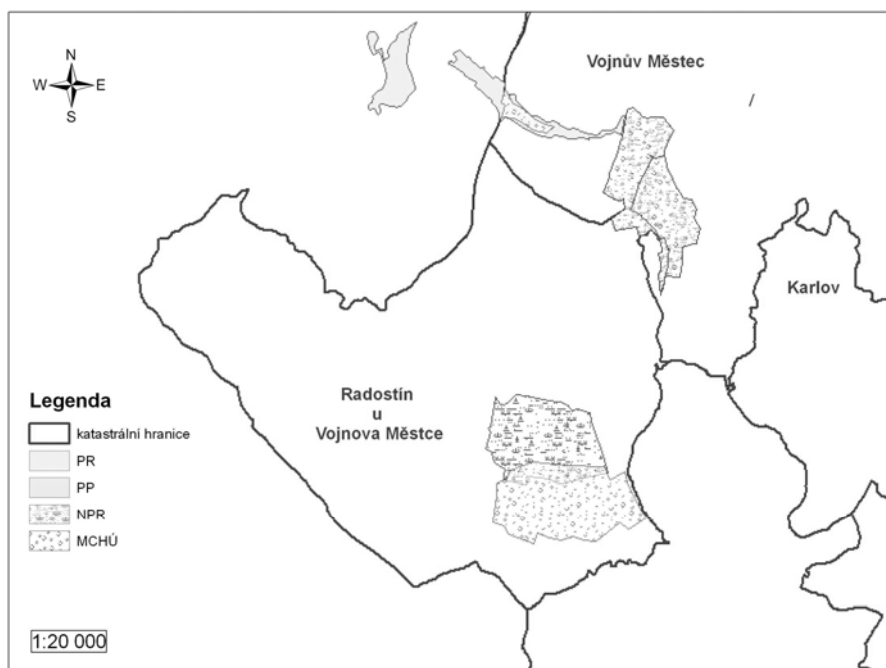 Vojnův Městec
N
W
E
S
Karlov
Radostín
u
Vojnova Městce
Legenda
katastrální hranice
PR
PP
NPR
MCHÚ
1:20 000